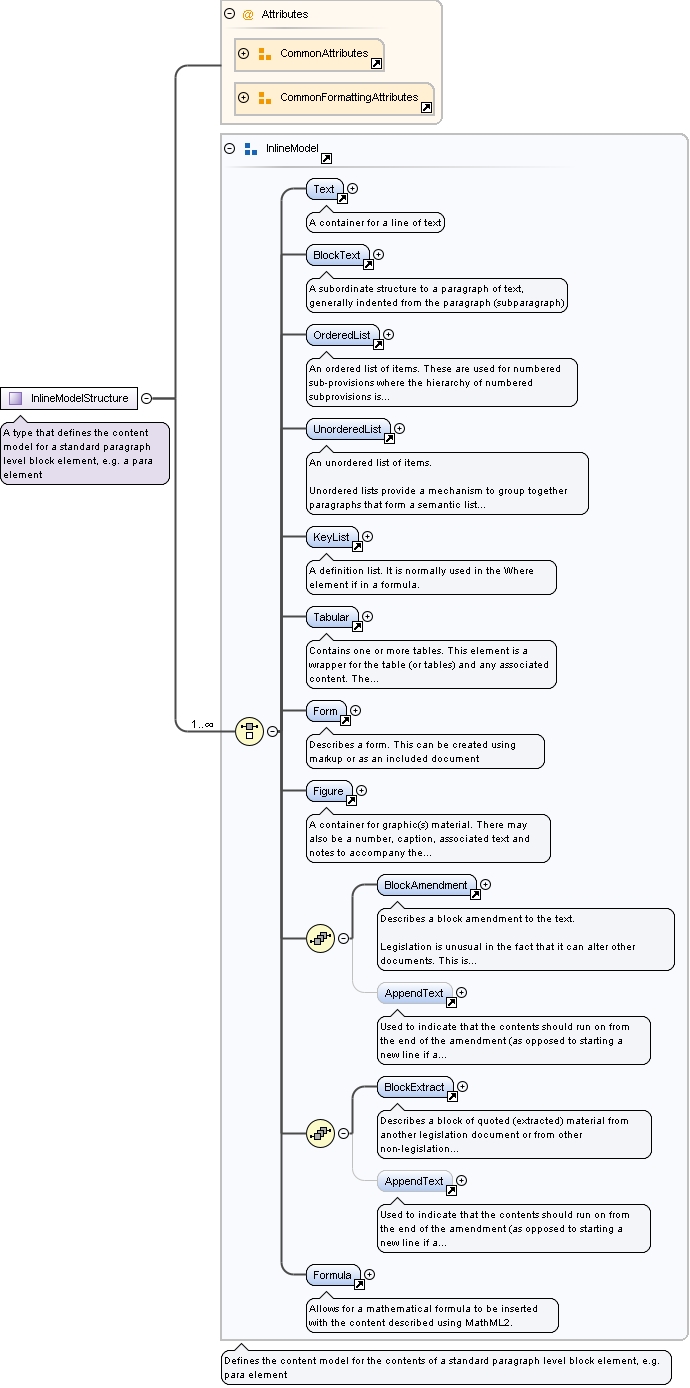 @ Attributes
CommonAttributes
CommonFormattingAttributes
InlineModel
Text
A container for a line of text
BlockText
A subordinate structure to a paragraph of text,
generally indented from the paragraph (subparagraph)
OrderedList
An ordered list of items. These are used for numbered
sub-provisions where the hierarchy of numbered
subprovisions is...
InlineModelStructure
A type that defines the content
model for a standard paragraph
level block element, e.g. a para
element
UnorderedList
An unordered list of items.
Unordered lists provide a mechanism to group together
paragraphs that form a semantic list...
KeyList
A definition list. It is normally used in the Where
element if in a formula.
Tabular
Contains one or more tables. This element is a
wrapper for the table (or tables) and any associated
content. The...
1..∞
Form
Describes a form. This can be created using
markup or as an included document
Figure
A container for graphic(s) material. There may
also be a number, caption, associated text and
notes to accompany the...
BlockAmendment
Describes a block amendment to the text.
Legislation is unusual in the fact that it can alter other
documents. This is...
AppendText
Used to indicate that the contents should run on from
the end of the amendment (as opposed to starting a
new line if a...
BlockExtract
Describes a block of quoted (extracted) material from
another legislation document or from other
non-legislation...
AppendText
Used to indicate that the contents should run on from
the end of the amendment (as opposed to starting a
new line if a...
Formula
Allows for a mathematical formula to be inserted
with the content described using MathML2.
Defines the content model for the contents of a standard paragraph level block element, e.g.
para element